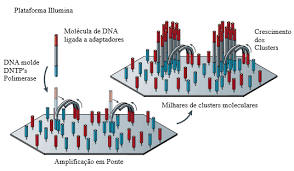 Plataforma Illumina
Molécula de DNA
ligada a adaptadores
DNA molde
DNTP's
Polimerase
Crescimento
dos
Clusters
Milhares de clusters moleculares
Amplificação em Ponte